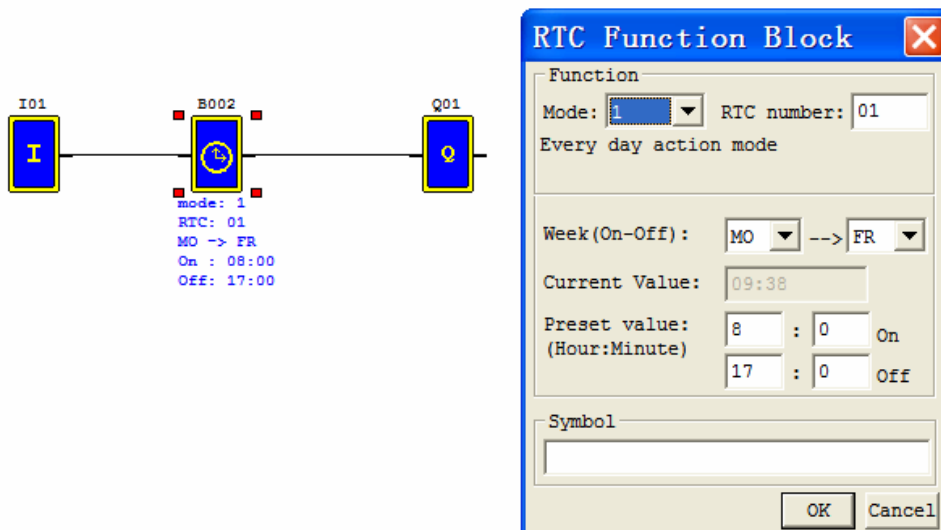 I01
B002
Q01
I
Q
mode: 1
RTC: 01
MO -> FR
On : 08:00
Off: 17:00
RTC Function Block
Function
Mode: 1 RTC number: 01
Every day action mode
Week(On-Off): MO --> FR
Current Value: 09:38
Preset value: 8 : 0 On
(Hour:Minute)
17 : 0 Off
Symbol
OK Cancel